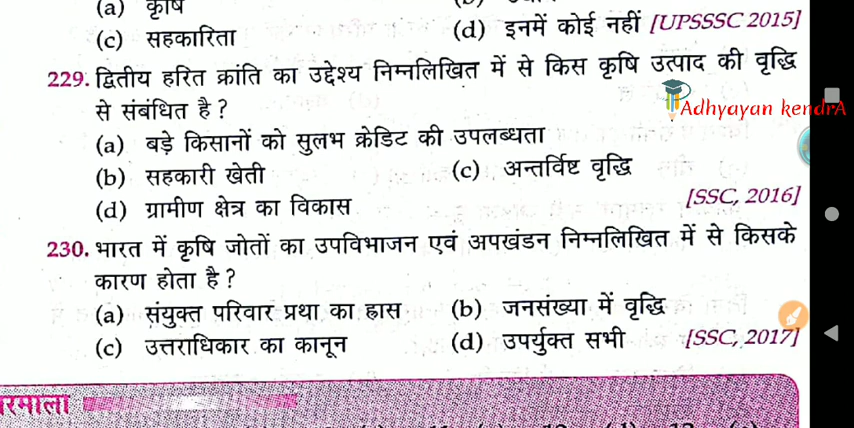 (a) कृषि
(c) सहकारिता (d) इनमें कोई नहीं [UPSSSC 2015]
229. द्वितीय हरित क्रांति का उद्देश्य निम्नलिखित में से किस कृषि उत्पाद की वृद्धि
से संबंधित है ?
Adhyayan kendrA
(a) बड़े किसानों को सुलभ क्रेडिट की उपलब्धता
(b) सहकारी खेती (c) अन्तर्विष्ट वृद्धि
(d) ग्रामीण क्षेत्र का विकास [SSC, 2016]
230. भारत में कृषि जोतों का उपविभाजन एवं अपखंडन निम्नलिखित में से किसके
कारण होता है ?
(a) संयुक्त परिवार प्रथा का ह्रास (b) जनसंख्या में वृद्धि
(c) उत्तराधिकार का कानून (d) उपर्युक्त सभी [SSC, 2017]